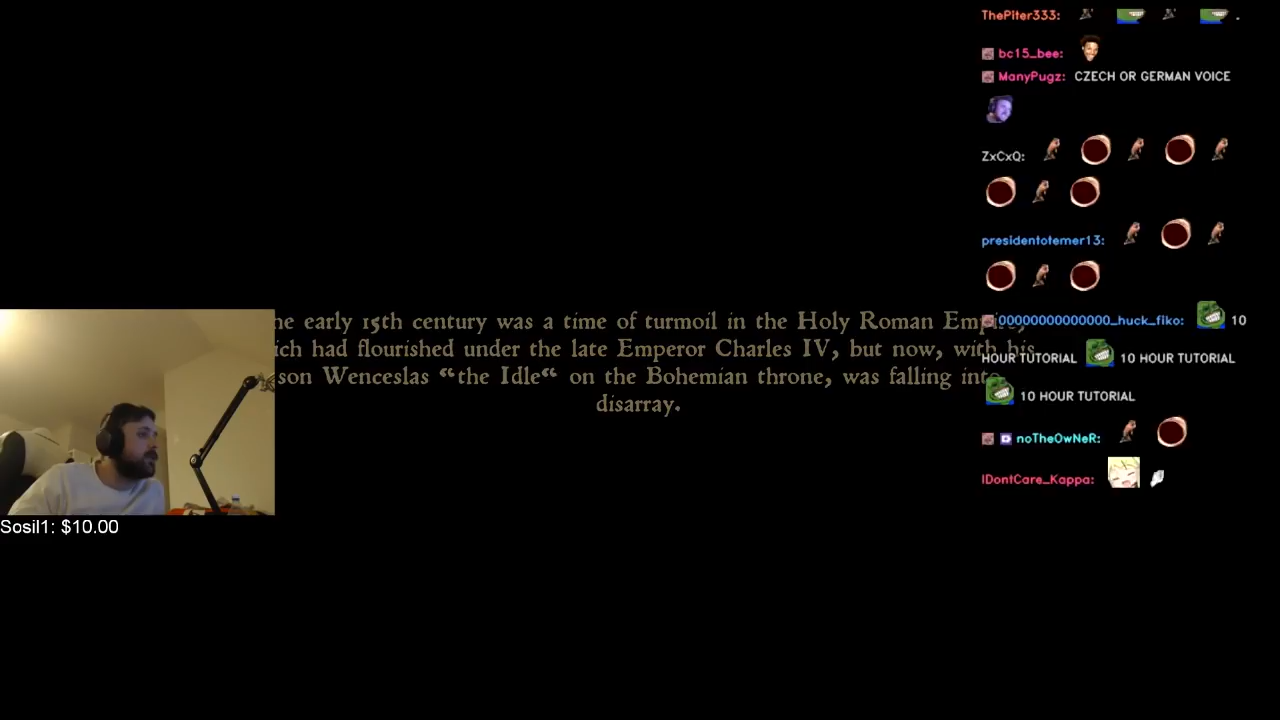 ThePiter333: .
bc15_bee:
ManyPugz: CZECH OR GERMAN VOICE
ZxCxQ:
presidentotemer13:
00000000000000_huck_fiko: 10
HOUR TUTORIAL 10 HOUR TUTORIAL
10 HOUR TUTORIAL
noTheOwNeR:
IDontCare_Kappa:
he early 15th century was a time of turmoil in the Holy Roman Empire,
ich had flourished under the late Emperor Charles IV, but now, with his
son Wenceslas “the Idle“ on the Bohemian throne, was falling into
disarray.
Sosil1: $10.00